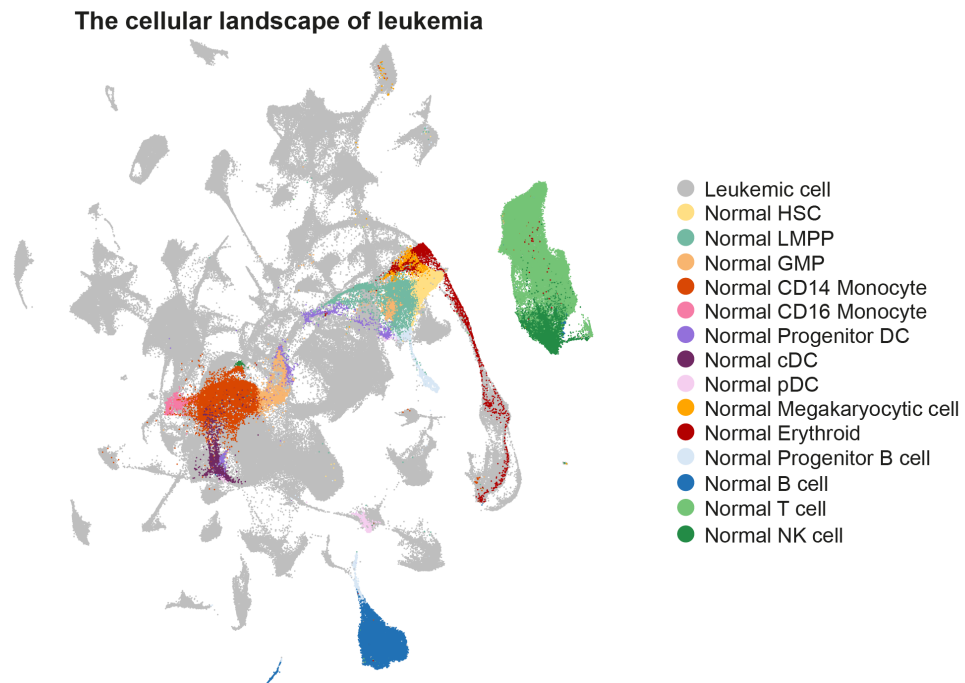 The cellular landscape of leukemia
Leukemic cell
Normal HSC
Normal LMPP
Normal GMP
Normal CD14 Monocyte
Normal CD16 Monocyte
Normal Progenitor DC
Normal cDC
Normal pDC
Normal Megakaryocytic cell
Normal Erythroid
Normal Progenitor B cell
Normal B cell
Normal T cell
Normal NK cell